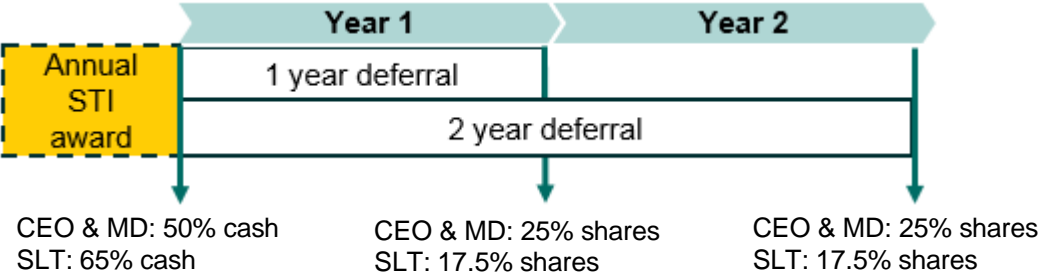 Year 1
Year 2
Annual
STI
award
1 year deferral
2 year deferral
CEO & MD: 50% cash
SLT: 65% cash
CEO & MD: 25% shares
SLT: 17.5% shares
CEO & MD: 25% shares
SLT: 17.5% shares